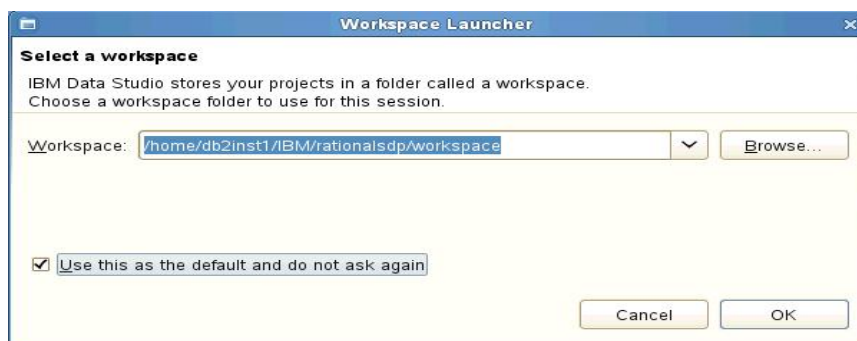 Workspace Launcher
Select a workspace
IBM Data Studio stores your projects in a folder called a workspace.
Choose a workspace folder to use for this session.
Workspace: /home/db2inst1/IBM/rationalsdp/workspace Browse...
Use this as the default and do not ask again
Cancel OK